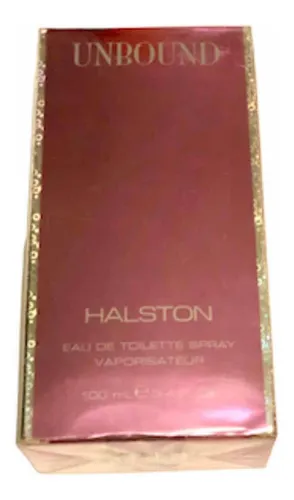 UNBOUND
HALSTON
EAU DE TOILETTE SPRAY
VAPORISATEUR
100 mL ℮